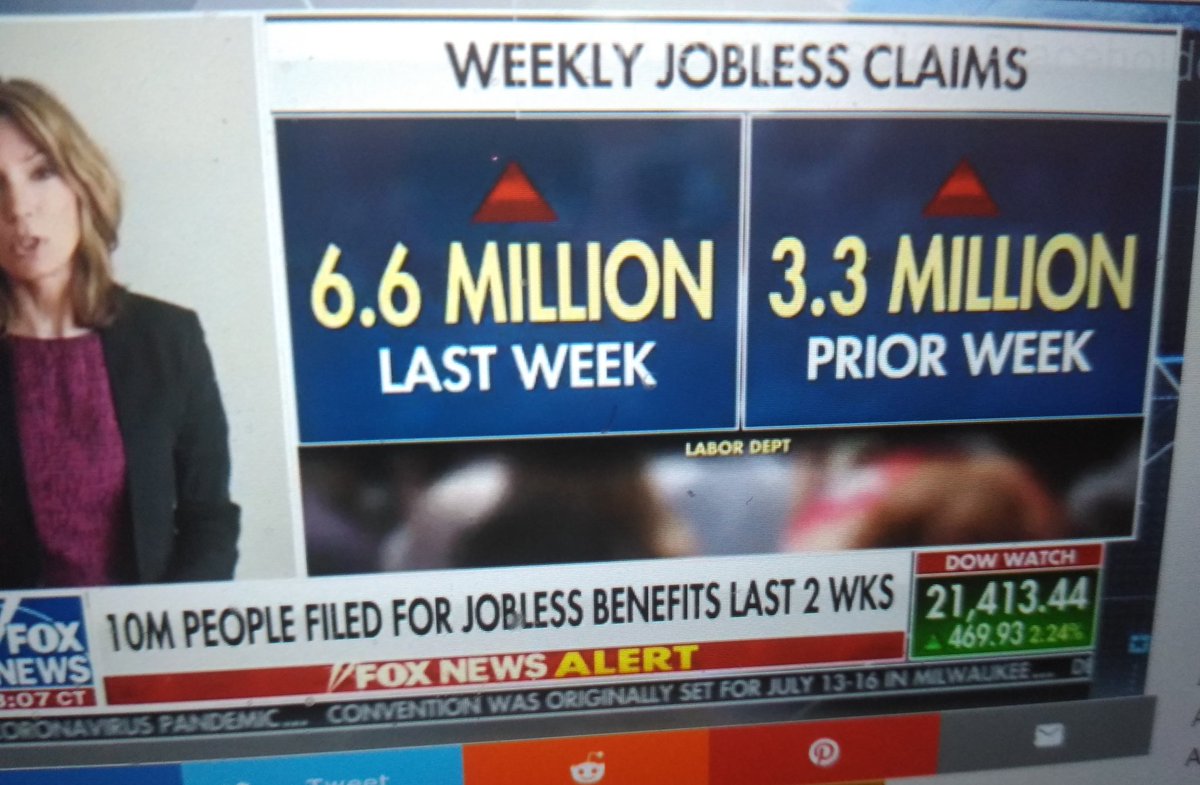 WEEKLY JOBLESS CLAIMS
6.6 MILLION
LAST WEEK
3.3 MILLION
PRIOR WEEK
LABOR DEPT
DOW WATCH
21,413.44
469.93 2.24%
10M PEOPLE FILED FOR JOBLESS BENEFITS LAST 2 WKS
FOX
NEWS
FOX NEWS ALERT
:07 CT
CORONAVIRUS PANDEMIC.... CONVENTION WAS ORIGINALLY SET FOR JULY 13-16 IN MILWAUKEE....
Tweet